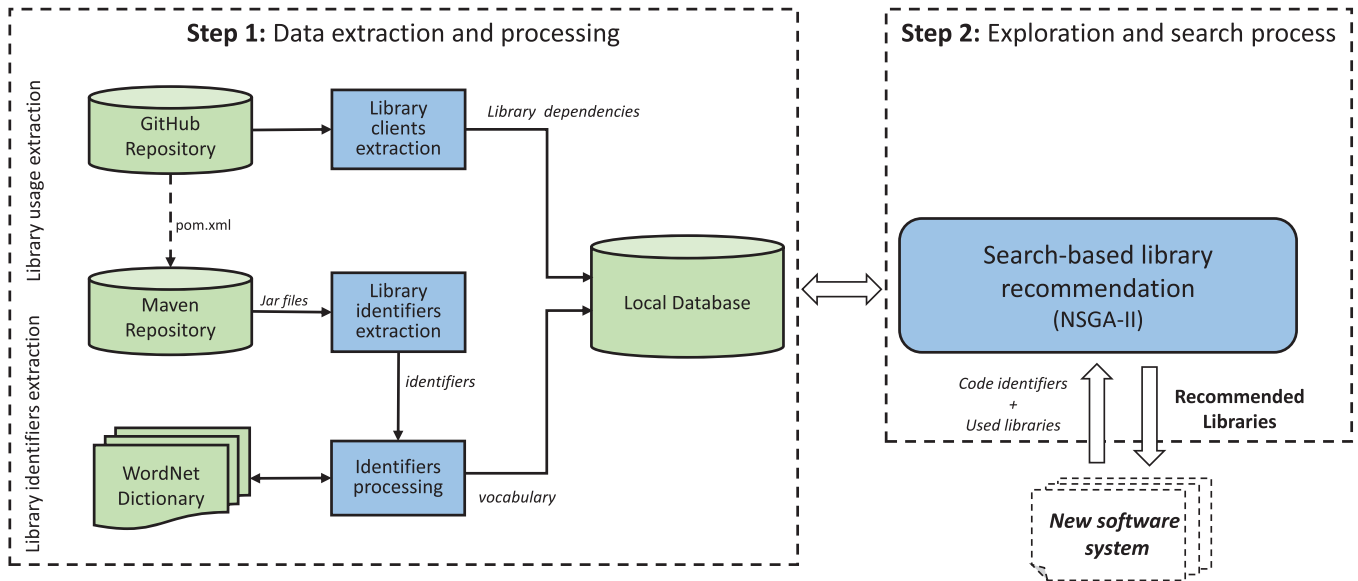 Step 1: Data extraction and processing
Library usage extraction
Library identifiers extraction
GitHub
Repository
Library
clients
extraction
Library dependencies
pom.xml
Maven
Repository
Jar files
Library
identifiers
extraction
identifiers
Local Database
WordNet
Dictionary
Identifiers
processing
vocabulary
Step 2: Exploration and search process
Search-based library
recommendation
(NSGA-II)
Code identifiers
+
Used libraries
Recommended
Libraries
New software
system